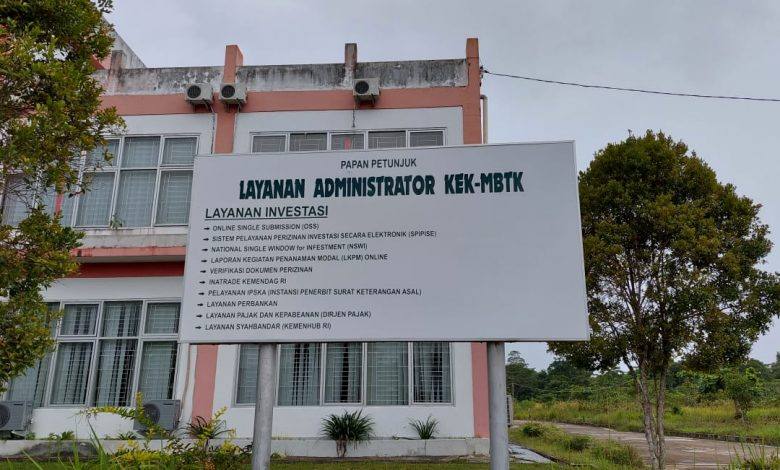 PAPAN PETUNJUK
LAYANAN ADMINISTRATOR KEK-MBTK
LAYANAN INVESTASI
→ ONLINE SINGLE SUBMISSION (OSS)
→ SISTEM PELAYANAN PERIZINAN INVESTASI SECARA ELEKTRONIK (SPIPISE)
→ NATIONAL SINGLE WINDOW for INFESTMENT (NSWI)
→ LAPORAN KEGIATAN PENANAMAN MODAL (LKPM) ONLINE
→ VERIFIKASI DOKUMEN PERIZINAN
→ INATRADE KEMENDAG RI
→ PELAYANAN IPSKA (INSTANSI PENERBIT SURAT KETERANGAN ASAL)
→ LAYANAN PERBANKAN
→ LAYANAN PAJAK DAN KEPABEANAN (DIRJEN PAJAK)
→ LAYANAN SYAHBANDAR (KEMENHUB RI)